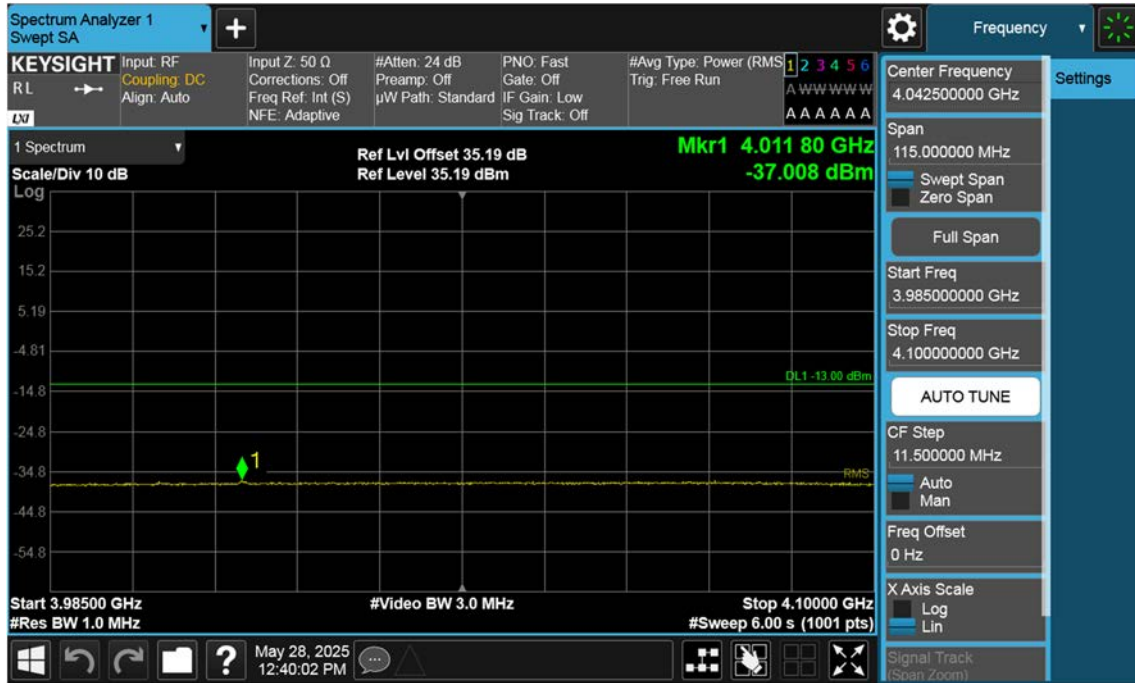 Spectrum Analyzer 1
Swept SA
+
Frequency
KEYSIGHT
R L
LXI
Input: RF
Coupling: DC
Align: Auto
Input Z: 50 Ω
Corrections: Off
Freq Ref: Int (S)
NFE: Adaptive
#Atten: 24 dB
Preamp: Off
µW Path: Standard
PNO: Fast
Gate: Off
IF Gain: Low
Sig Track: Off
#Avg Type: Power (RMS
Trig: Free Run
1 2 3 4 5 6
A W W W W W
A A A A A A
1 Spectrum
Scale/Div 10 dB
Log
Ref Lvl Offset 35.19 dB
Ref Level 35.19 dBm
Mkr1 4.011 80 GHz
-37.008 dBm
25.2
15.2
5.19
-4.81
DL1 -13.00 dBm
-14.8
-24.8
1
-34.8
RMS
-44.8
-54.8
Start 3.98500 GHz
#Video BW 3.0 MHz
Stop 4.10000 GHz
#Res BW 1.0 MHz
#Sweep 6.00 s (1001 pts)
?
May 28, 2025
12:40:02 PM
Center Frequency
4.042500000 GHz
Settings
Span
115.000000 MHz
Swept Span
Zero Span
Full Span
Start Freq
3.985000000 GHz
Stop Freq
4.100000000 GHz
AUTO TUNE
CF Step
11.500000 MHz
Auto
Man
Freq Offset
0 Hz
X Axis Scale
Log
Lin
Signal Track
(Span Zoom)